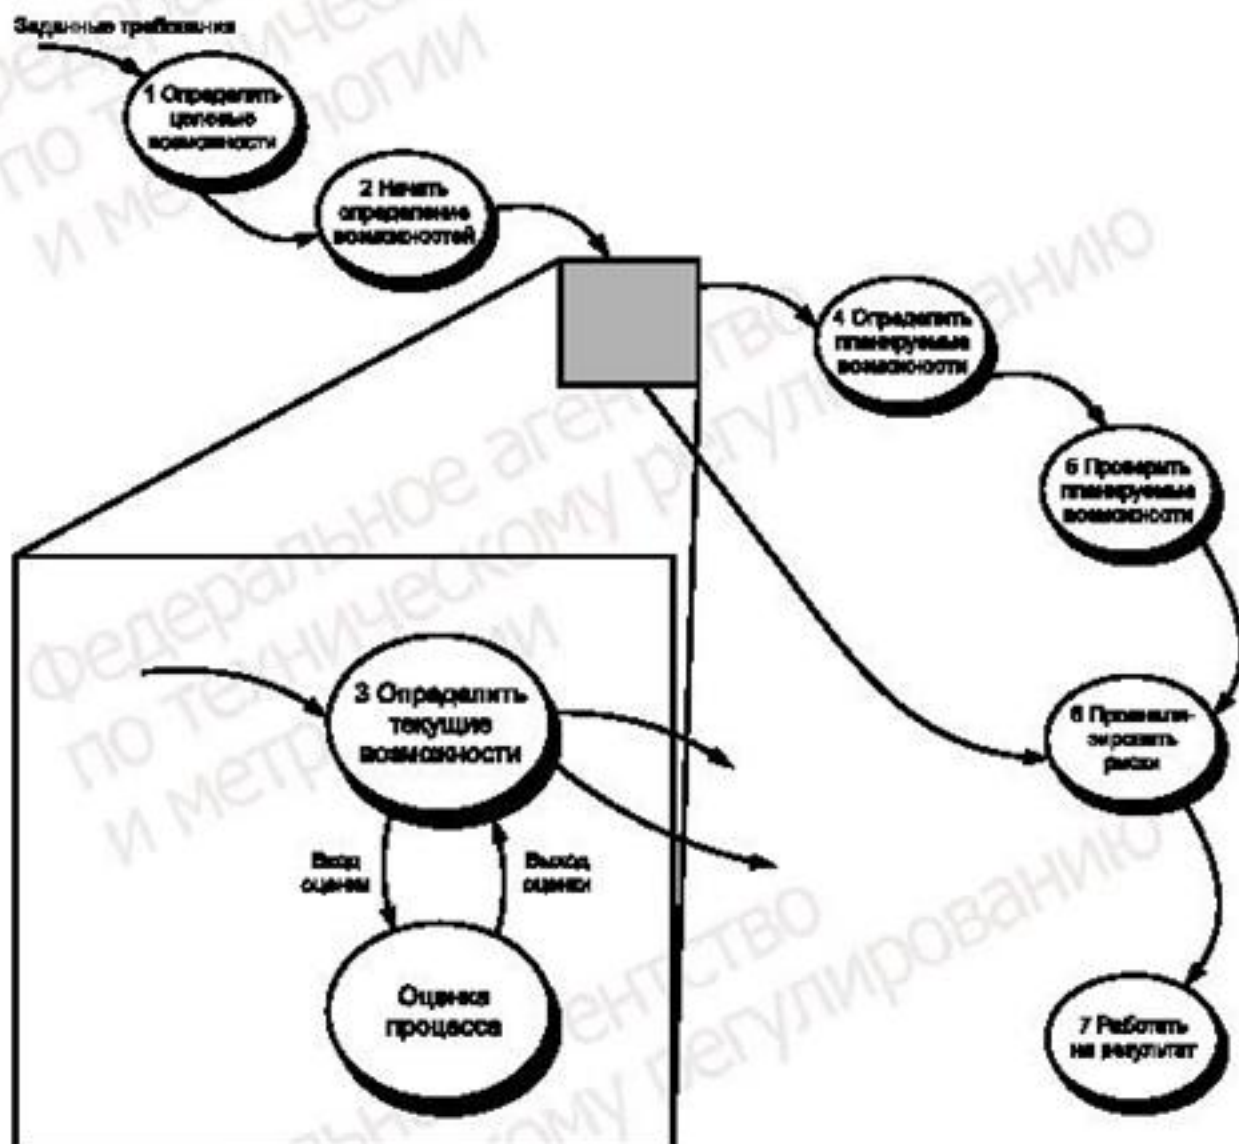 Заданные требования
1 Определить
целевые
возможности
2 Начать
определение
возможностей
4 Определить
планируемые
возможности
5 Проверить
планируемые
возможности
3 Определить
текущие
возможности
6 Проанали-
зировать
риски
Вход
оценки
Выход
оценки
Оценка
процесса
7 Работать
на результат
Федеральное агентство
по техническому регулированию
и метрологии